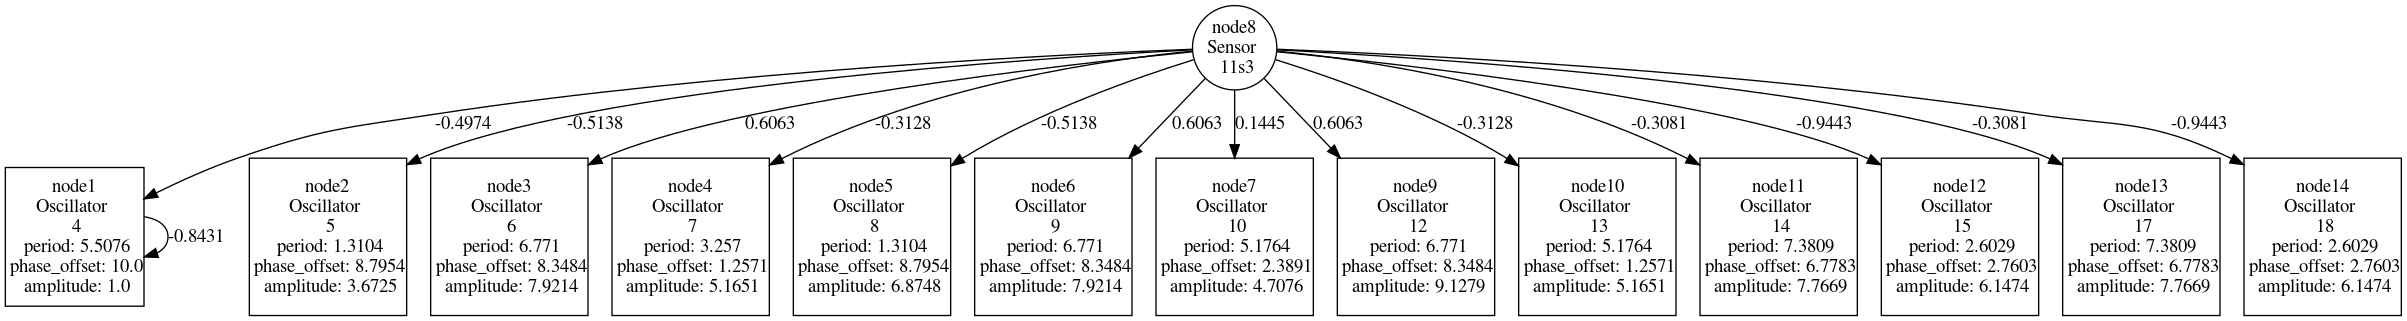 node8
Sensor
11s3
-0.4974
-0.5138
0.6063
-0.3128
-0.5138
0.6063
0.1445
0.6063
-0.3128
-0.3081
-0.9443
-0.3081
-0.9443
node1
Oscillator
4
period: 5.5076
phase_offset: 10.0
amplitude: 1.0
-0.8431
node2
Oscillator
5
period: 1.3104
phase_offset: 8.7954
amplitude: 3.6725
node3
Oscillator
6
period: 6.771
phase_offset: 8.3484
amplitude: 7.9214
node4
Oscillator
7
period: 3.257
phase_offset: 1.2571
amplitude: 5.1651
node5
Oscillator
8
period: 1.3104
phase_offset: 8.7954
amplitude: 6.8748
node6
Oscillator
9
period: 6.771
phase_offset: 8.3484
amplitude: 7.9214
node7
Oscillator
10
period: 5.1764
phase_offset: 2.3891
amplitude: 4.7076
node9
Oscillator
12
period: 6.771
phase_offset: 8.3484
amplitude: 9.1279
node10
Oscillator
13
period: 5.1764
phase_offset: 1.2571
amplitude: 5.1651
node11
Oscillator
14
period: 7.3809
phase_offset: 6.7783
amplitude: 7.7669
node12
Oscillator
15
period: 2.6029
phase_offset: 2.7603
amplitude: 6.1474
node13
Oscillator
17
period: 7.3809
phase_offset: 6.7783
amplitude: 7.7669
node14
Oscillator
18
period: 2.6029
phase_offset: 2.7603
amplitude: 6.1474